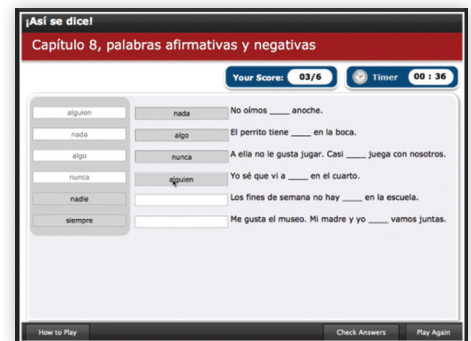 ¡Así se dice!
Capítulo 8, palabras afirmativas y negativas
Your Score: 03/6 Timer 00 : 36
alguien nada No oímos ____ anoche.
nada algo El perrito tiene ____ en la boca.
algo nunca A ella no le gusta jugar. Casi ____ juega con nosotros.
nunca alguien Yo sé que vi a ____ en el cuarto.
nadie Los fines de semana no hay ____ en la escuela.
siempre Me gusta el museo. Mi madre y yo ____ vamos juntas.
How to Play Check Answers Play Again